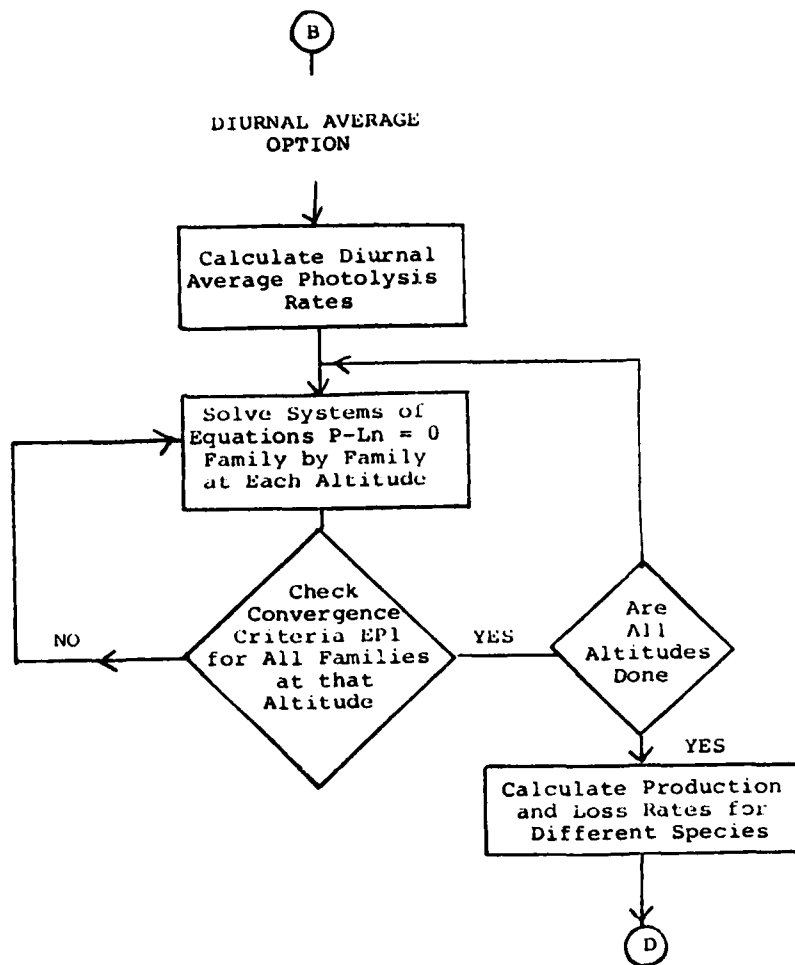 B
DIURNAL AVERAGE
OPTION
Calculate Diurnal
Average Photolysis
Rates
Solve Systems of
Equations P-Ln = 0
Family by Family
at Each Altitude
Check
Convergence
Criteria EP1
for All Families
at that
Altitude
NO
YES
Are
All
Altitudes
Done
YES
Calculate Production
and Loss Rates for
Different Species
D